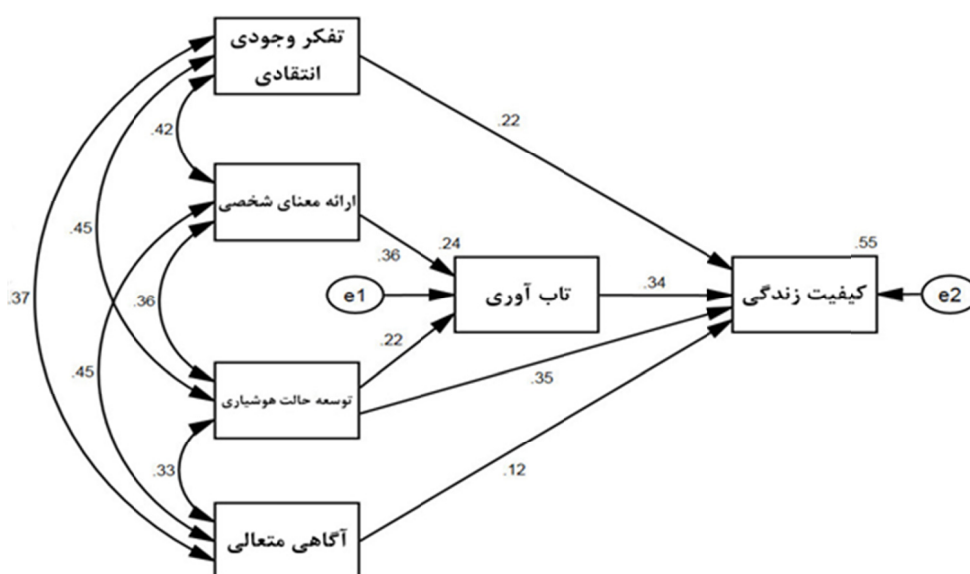 تفکر وجودی
انتقادی
.22
.42
ارائه معنای شخصی
.45
.36
.24
.55
.37
.36
e1
تاب آوری
.34
کیفیت زندگی
e2
.22
.45
توسعه حالت هوشیاری
.35
.33
.12
آگاهی متعالی